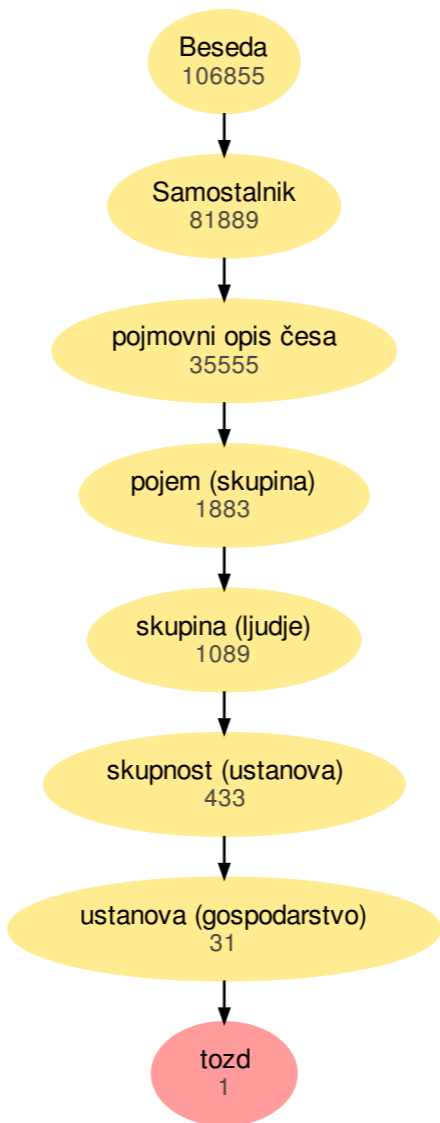 Beseda
106855
Samostalnik
81889
pojmovni opis česa
35555
pojem (skupina)
1883
skupina (ljudje)
1089
skupnost (ustanova)
433
ustanova (gospodarstvo)
31
tozd
1